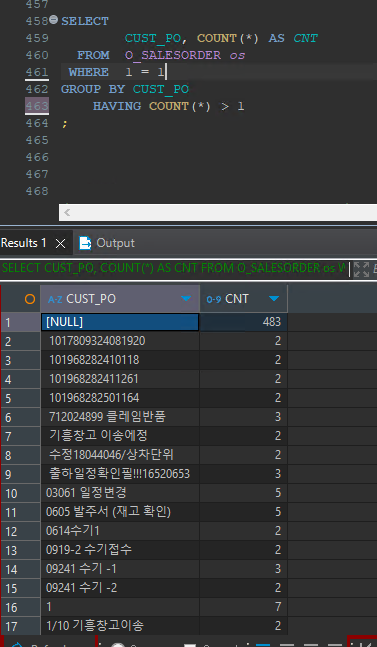 457
458 SELECT
459 CUST_PO, COUNT(*) AS CNT
460 FROM O_SALESORDER os
461 WHERE 1 = 1
462 GROUP BY CUST_PO
463 HAVING COUNT(*) > 1
464 ;
465
466
467
468
Results 1 Output
SELECT CUST_PO, COUNT(*) AS CNT FROM O_SALESORDER os W
A-Z CUST_PO 0-9 CNT
1 [NULL] 483
2 1017809324081920 2
3 101968282410118 2
4 101968282411261 2
5 101968282501164 2
6 712024899 클레임반품 3
7 기흥창고 이송예정 2
8 수정18044046/상차단위 2
9 출하일정확인필!!!16520653 3
10 03061 일정변경 5
11 0605 발주서 (재고 확인) 5
12 0614수기1 2
13 0919-2 수기접수 2
14 09241 수기 -1 3
15 09241 수기 -2 2
16 1 7
17 1/10 기흥창고이송 2